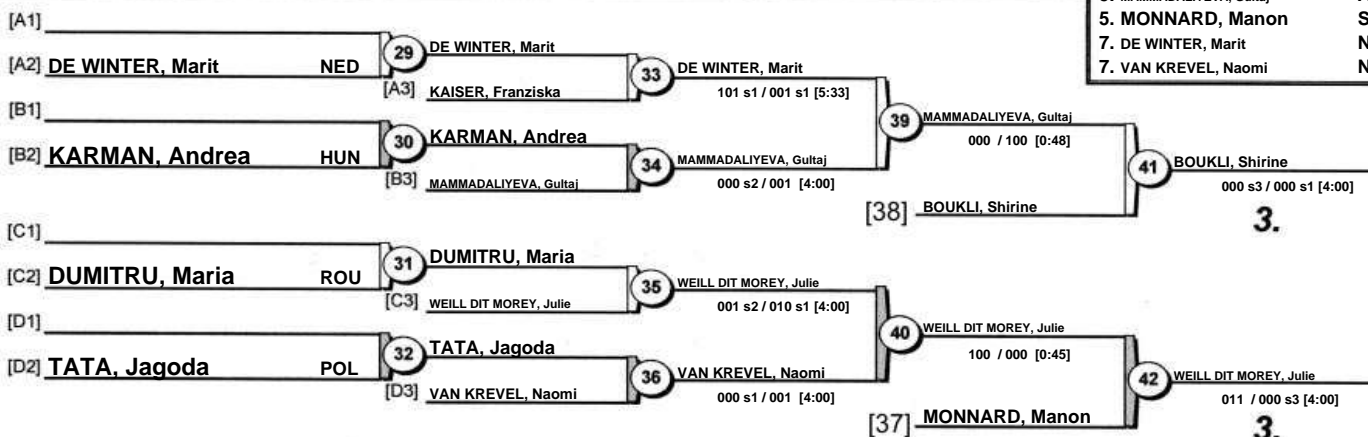 5. MONNARD, Manon S
7. DE WINTER, Marit N
7. VAN KREVEL, Naomi N
[A1]
[A2] DE WINTER, Marit NED
29
DE WINTER, Marit
[A3] KAISER, Franziska
33
DE WINTER, Marit
101 s1 / 001 s1 [5:33]
[B1]
[B2] KARMAN, Andrea HUN
30
KARMAN, Andrea
[B3] MAMMADALIYEVA, Gultaj
34
MAMMADALIYEVA, Gultaj
000 s2 / 001 [4:00]
39
MAMMADALIYEVA, Gultaj
000 / 100 [0:48]
[38] BOUKLI, Shirine
41
BOUKLI, Shirine
000 s3 / 000 s1 [4:00]
3.
[C1]
[C2] DUMITRU, Maria ROU
31
DUMITRU, Maria
[C3] WEILL DIT MOREY, Julie
35
WEILL DIT MOREY, Julie
001 s2 / 010 s1 [4:00]
[D1]
[D2] TATA, Jagoda POL
32
TATA, Jagoda
[D3] VAN KREVEL, Naomi
36
VAN KREVEL, Naomi
000 s1 / 001 [4:00]
40
WEILL DIT MOREY, Julie
100 / 000 [0:45]
[37] MONNARD, Manon
42
WEILL DIT MOREY, Julie
011 / 000 s3 [4:00]
3.